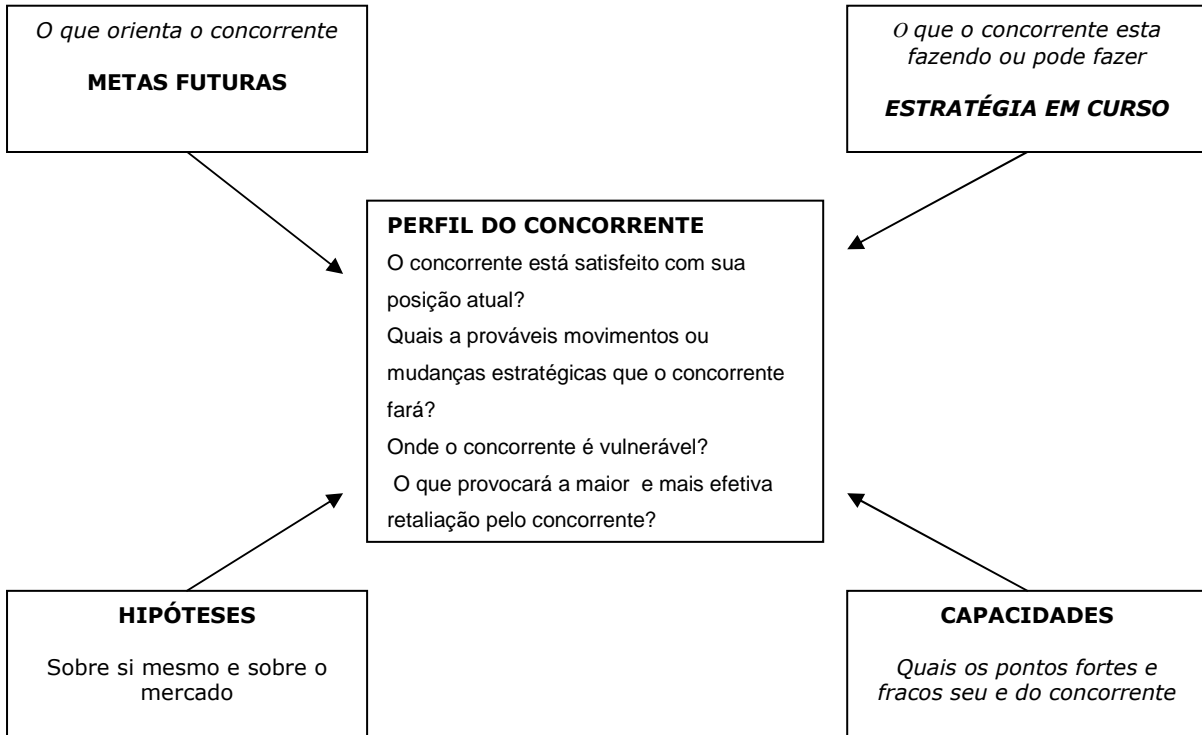 O que orienta o concorrente
METAS FUTURAS
O que o concorrente esta
fazendo ou pode fazer
ESTRATÉGIA EM CURSO
PERFIL DO CONCORRENTE
O concorrente está satisfeito com sua
posição atual?
Quais a prováveis movimentos ou
mudanças estratégicas que o concorrente
fará?
Onde o concorrente é vulnerável?
O que provocará a maior e mais efetiva
retaliação pelo concorrente?
HIPÓTESES
Sobre si mesmo e sobre o
mercado
CAPACIDADES
Quais os pontos fortes e
fracos seu e do concorrente